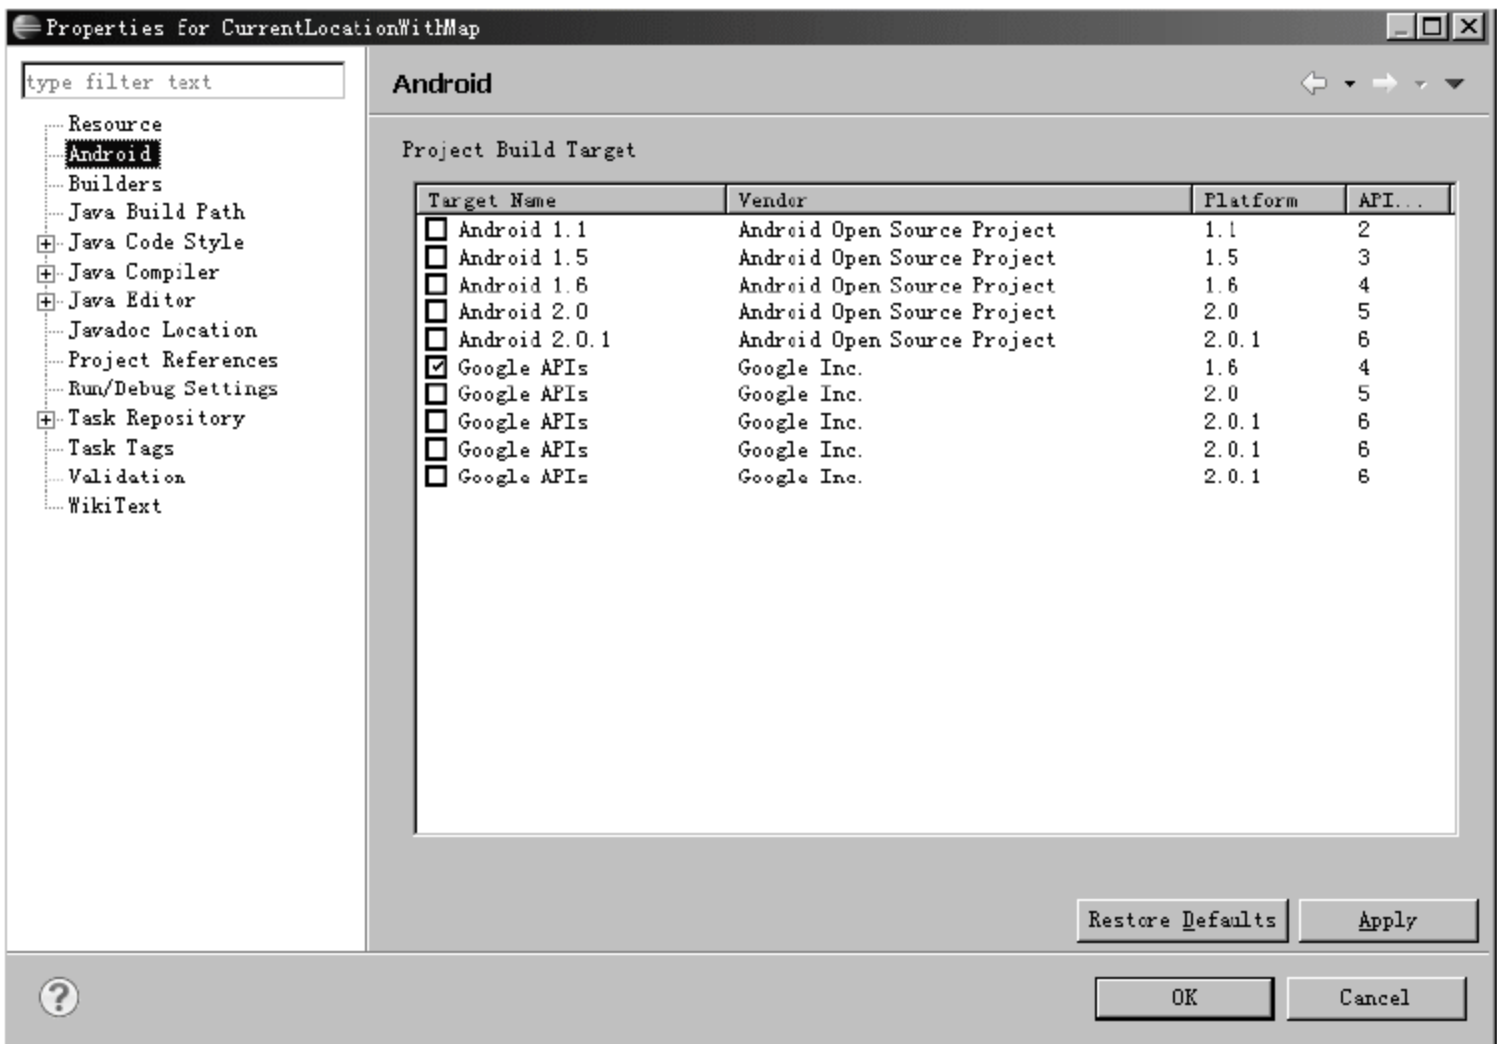 Properties for CurrentLocationWithMap
type filter text
Resource
Android
Builders
Java Build Path
Java Code Style
Java Compiler
Java Editor
Javadoc Location
Project References
Run/Debug Settings
Task Repository
Task Tags
Validation
WikiText
Android
Project Build Target
Target Name Vendor Platform API...
Android 1.1 Android Open Source Project 1.1 2
Android 1.5 Android Open Source Project 1.5 3
Android 1.6 Android Open Source Project 1.6 4
Android 2.0 Android Open Source Project 2.0 5
Android 2.0.1 Android Open Source Project 2.0.1 6
Google APIs Google Inc. 1.6 4
Google APIs Google Inc. 2.0 5
Google APIs Google Inc. 2.0.1 6
Google APIs Google Inc. 2.0.1 6
Google APIs Google Inc. 2.0.1 6
Restore Defaults Apply
? OK Cancel